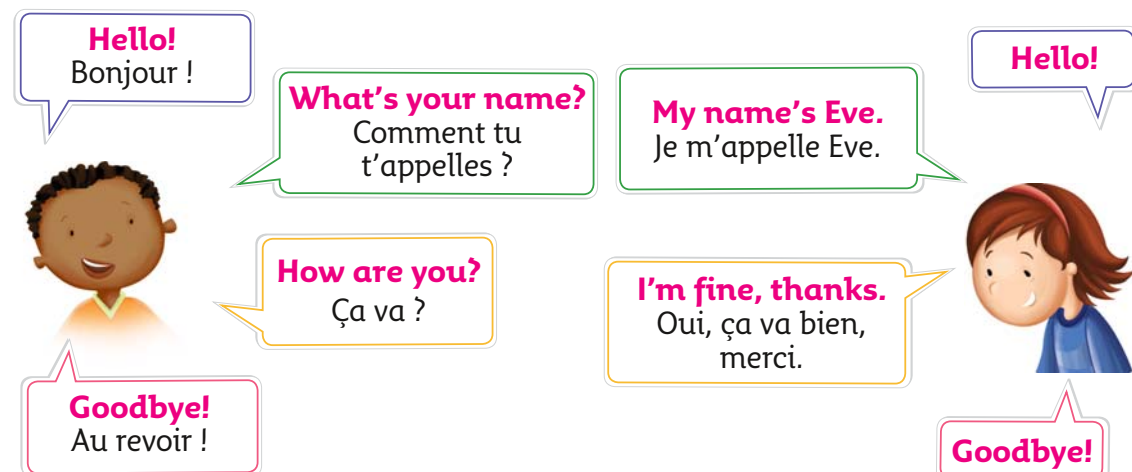 Hello!
Bonjour !
Hello!
What's your name?
Comment tu
t'appelles ?
My name's Eve.
Je m'appelle Eve.
How are you?
Ça va ?
I'm fine, thanks.
Oui, ça va bien,
merci.
Goodbye!
Au revoir !
Goodbye!